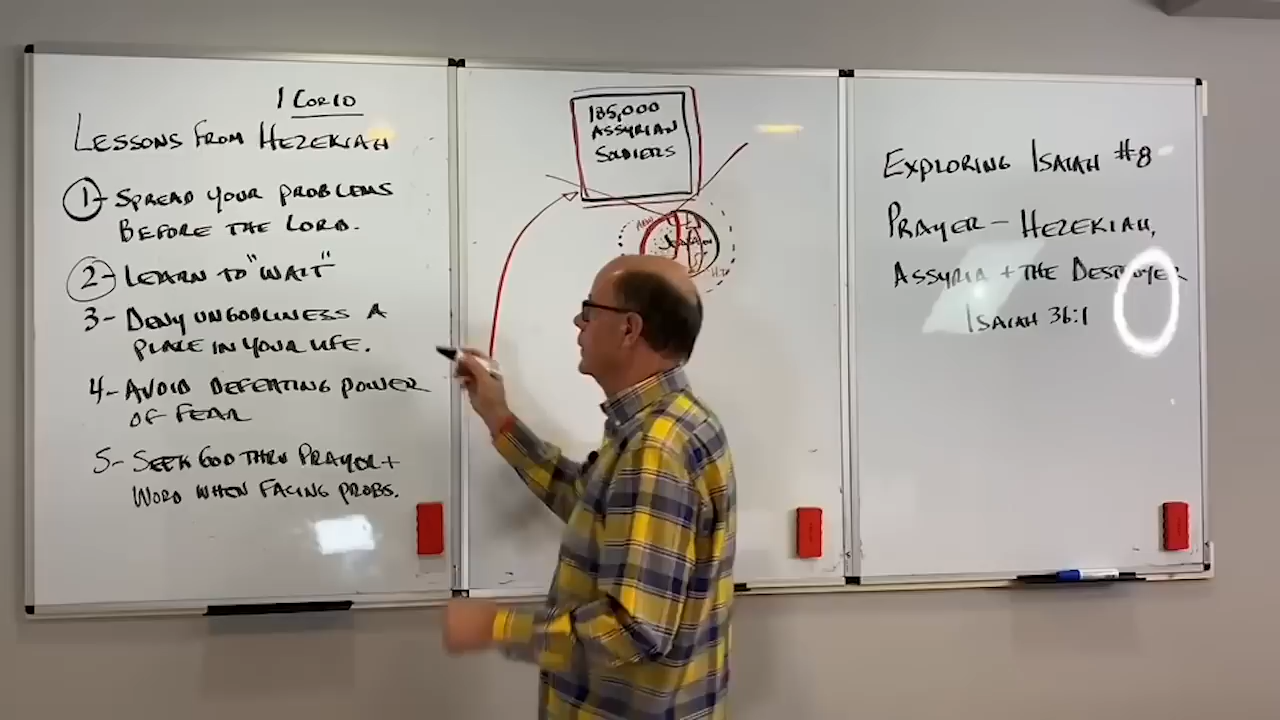 1 COR 10
LESSONS FROM HEZEKIAH
1- SPREAD YOUR PROBLEMS
BEFORE THE LORD.
2- LEARN TO "WAIT"
3- DENY UNGODLINESS A
PLACE IN YOUR LIFE.
4- AVOID DEFEATING POWER
OF FEAR
5- SEEK GOD THRU PRAYER +
WORD WHEN FACING PROBS.
185,000
ASSYRIAN
SOLDIERS
EXPLORING ISAIAH #8
PRAYER - HEZEKIAH,
ASSYRIA + THE DESTROYER
ISAIAH 36:1